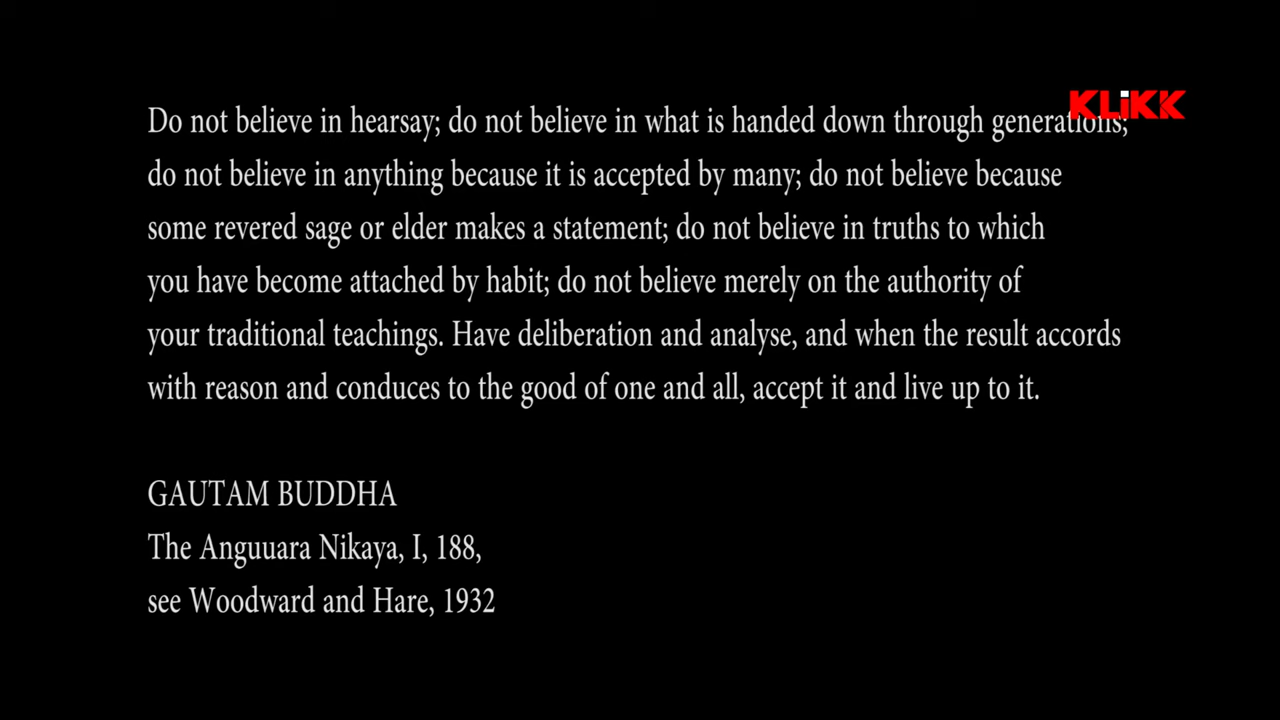 KLiKK
Do not believe in hearsay; do not believe in what is handed down through generations;
do not believe in anything because it is accepted by many; do not believe because
some revered sage or elder makes a statement; do not believe in truths to which
you have become attached by habit; do not believe merely on the authority of
your traditional teachings. Have deliberation and analyse, and when the result accords
with reason and conduces to the good of one and all, accept it and live up to it.
GAUTAM BUDDHA
The Anguuara Nikaya, I, 188,
see Woodward and Hare, 1932